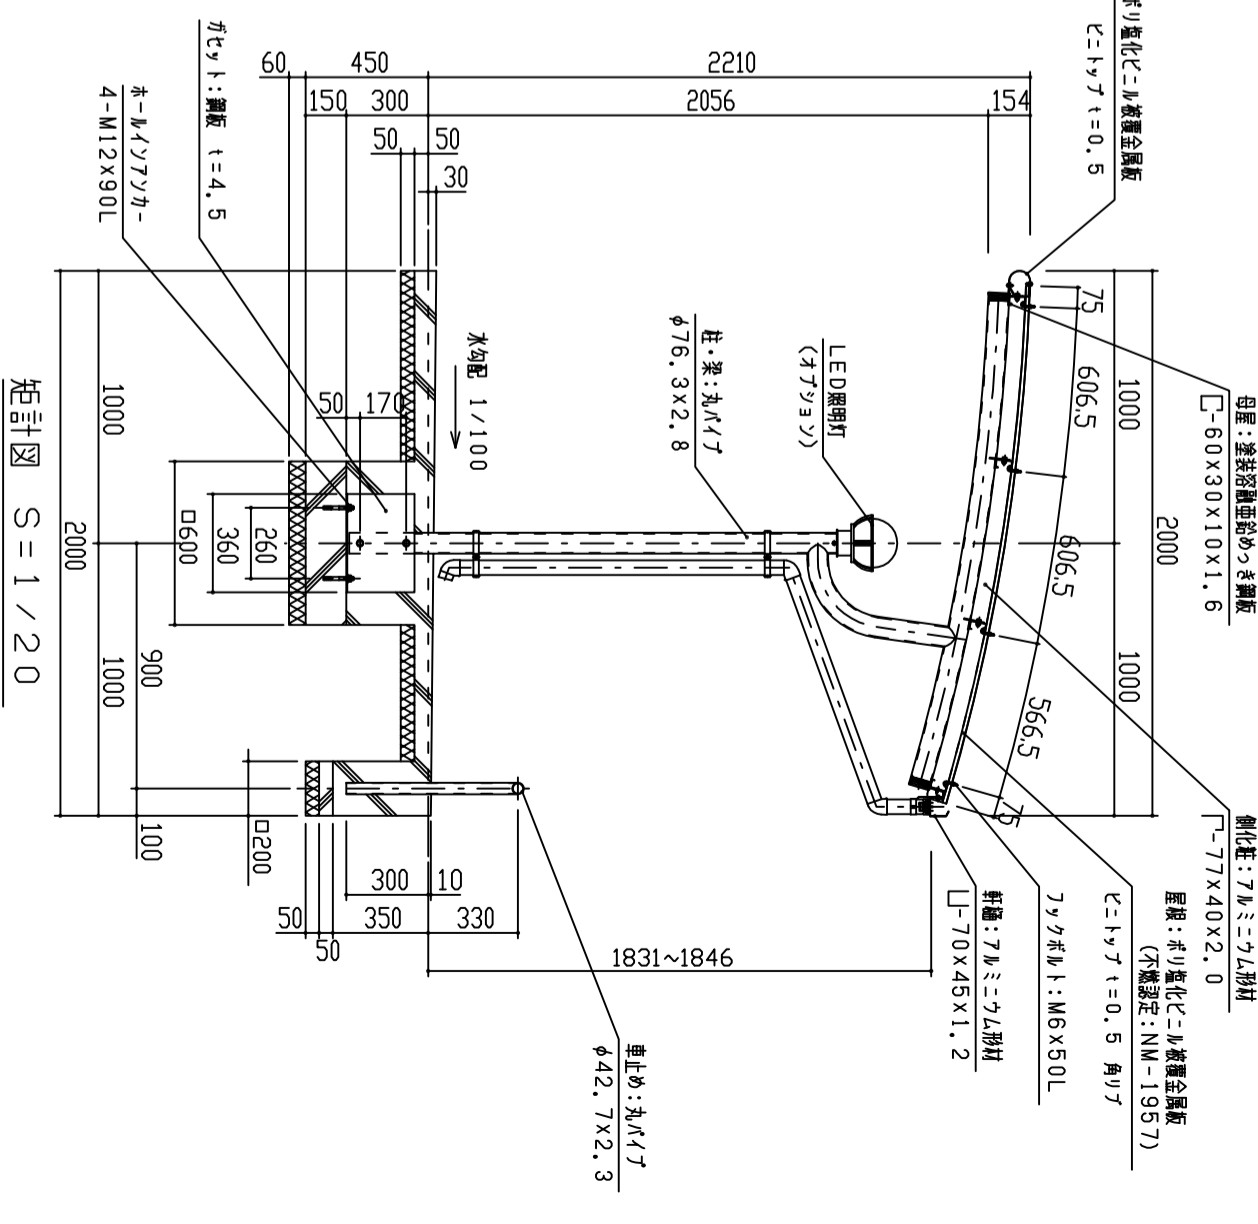 ポリ塩化ビニル被覆金属板
ビニトップ t=0.5
母屋:塗装溶融亜鉛めっき鋼板
-60X30X10X1.6
側化粧:アルミニウム形材
-77X40X2.0
屋根:ポリ塩化ビニル被覆金属板
(不燃認定:NM-1957)
ビニトップ t=0.5 角リブ
フックボルト:M6x50L
軒樋:アルミニウム形材
-70X45X1.2
車止め:丸パイプ
φ42.7X2.3
LED照明灯
(オプション)
柱・梁:丸パイプ
φ76.3X2.8
水勾配 1/100
ガセット:鋼板 t=4.5
ホールインアンカー
4-M12X90L
60
450
2210
150
300
2056
154
50
50
30
2000
1000
1000
75
606.5
606.5
566.5
75
50
170
260
360
□600
□200
1000
900
1000
100
2000
300
10
50
350
330
50
1831~1846
矩計図 S=1/20